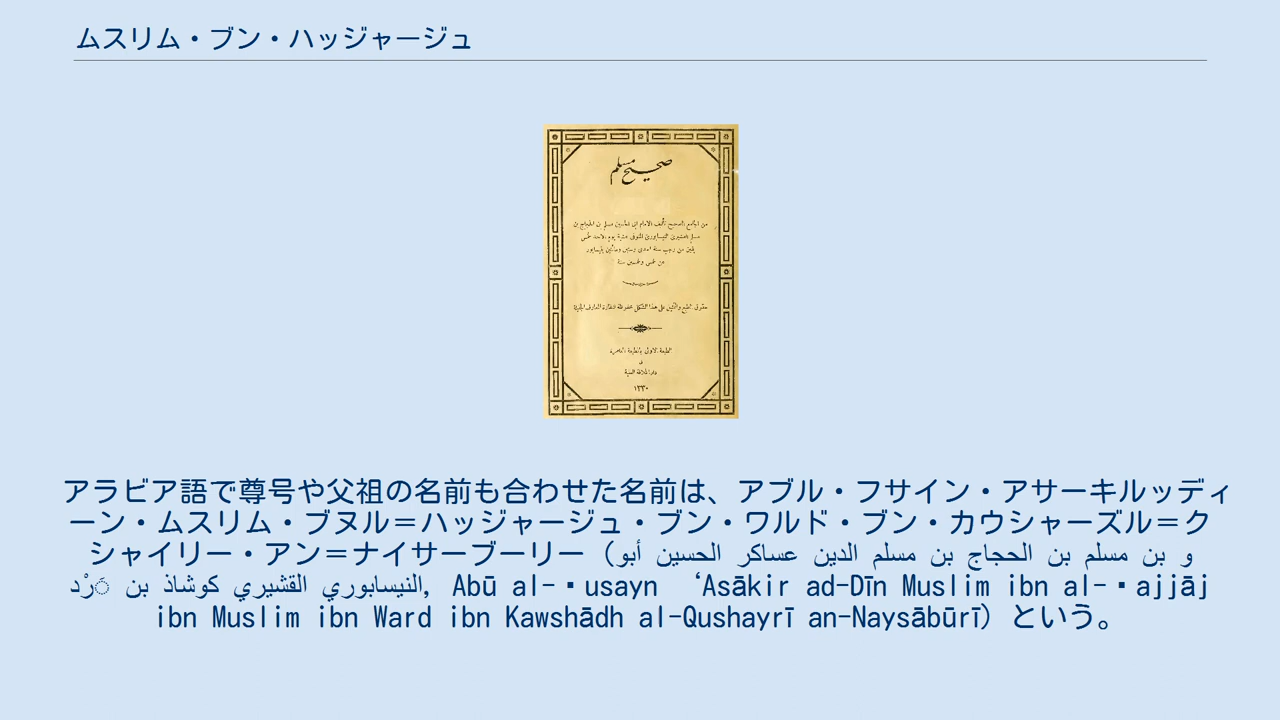 ムスリム・ブン・ハッジャージュ
صحيح مسلم
من خمس وخمسين سنة
في
١٣٣٠
アラビア語で尊号や父祖の名前も合わせた名前は、アブル・フサイン・アサーキルッディ
ーン・ムスリム・ブヌル＝ハッジャージュ・ブン・ワルド・ブン・カウシャーズル＝ク
シャイリー・アン＝ナイサーブーリー（أبو الحسين عساكر الدين مسلم بن الحجاج بن مسلم بن و
َرْد بن كوشاذ القشيري النيسابوري, Abū al-▪usayn ‘Asākir ad-Dīn Muslim ibn al-▪ajjāj
ibn Muslim ibn Ward ibn Kawshādh al-Qushayrī an-Naysābūrī）という。